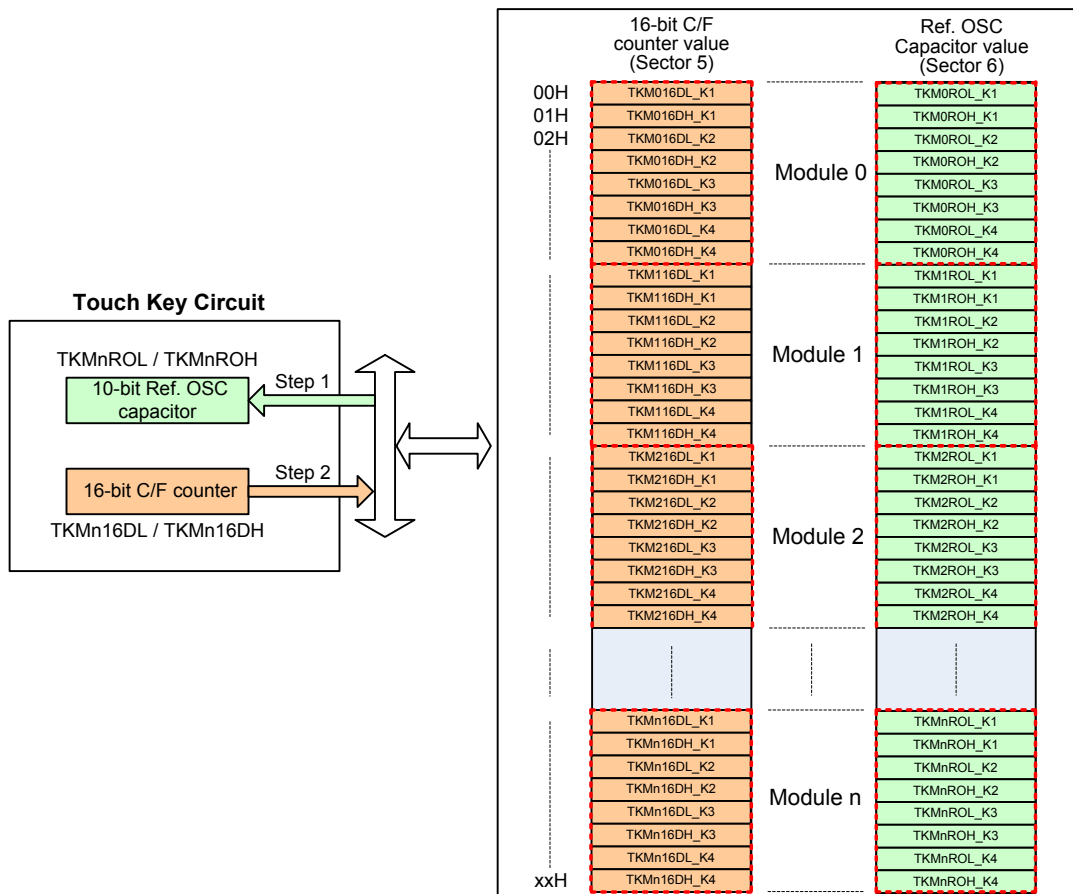 16-bit C/F
counter value
(Sector 5)
Ref. OSC
Capacitor value
(Sector 6)
00H
01H
02H
xxH
TKM016DL_K1
TKM016DH_K1
TKM016DL_K2
TKM016DH_K2
TKM016DL_K3
TKM016DH_K3
TKM016DL_K4
TKM016DH_K4
Module 0
TKM0ROL_K1
TKM0ROH_K1
TKM0ROL_K2
TKM0ROH_K2
TKM0ROL_K3
TKM0ROH_K3
TKM0ROL_K4
TKM0ROH_K4
TKM116DL_K1
TKM116DH_K1
TKM116DL_K2
TKM116DH_K2
TKM116DL_K3
TKM116DH_K3
TKM116DL_K4
TKM116DH_K4
Module 1
TKM1ROL_K1
TKM1ROH_K1
TKM1ROL_K2
TKM1ROH_K2
TKM1ROL_K3
TKM1ROH_K3
TKM1ROL_K4
TKM1ROH_K4
TKM216DL_K1
TKM216DH_K1
TKM216DL_K2
TKM216DH_K2
TKM216DL_K3
TKM216DH_K3
TKM216DL_K4
TKM216DH_K4
Module 2
TKM2ROL_K1
TKM2ROH_K1
TKM2ROL_K2
TKM2ROH_K2
TKM2ROL_K3
TKM2ROH_K3
TKM2ROL_K4
TKM2ROH_K4
TKMn16DL_K1
TKMn16DH_K1
TKMn16DL_K2
TKMn16DH_K2
TKMn16DL_K3
TKMn16DH_K3
TKMn16DL_K4
TKMn16DH_K4
Module n
TKMnROL_K1
TKMnROH_K1
TKMnROL_K2
TKMnROH_K2
TKMnROL_K3
TKMnROH_K3
TKMnROL_K4
TKMnROH_K4
Touch Key Circuit
TKMnROL / TKMnROH
10-bit Ref. OSC
capacitor
Step 1
16-bit C/F counter
Step 2
TKMn16DL / TKMn16DH